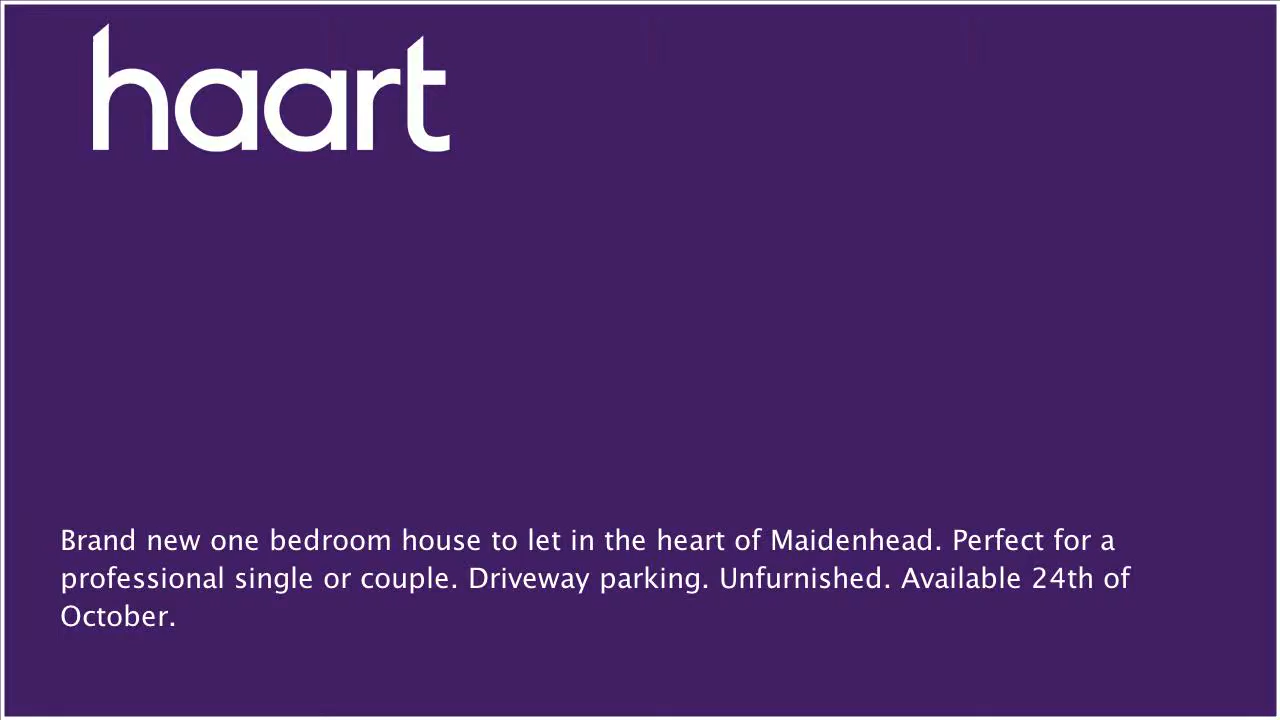 haart
Brand new one bedroom house to let in the heart of Maidenhead. Perfect for a
professional single or couple. Driveway parking. Unfurnished. Available 24th of
October.